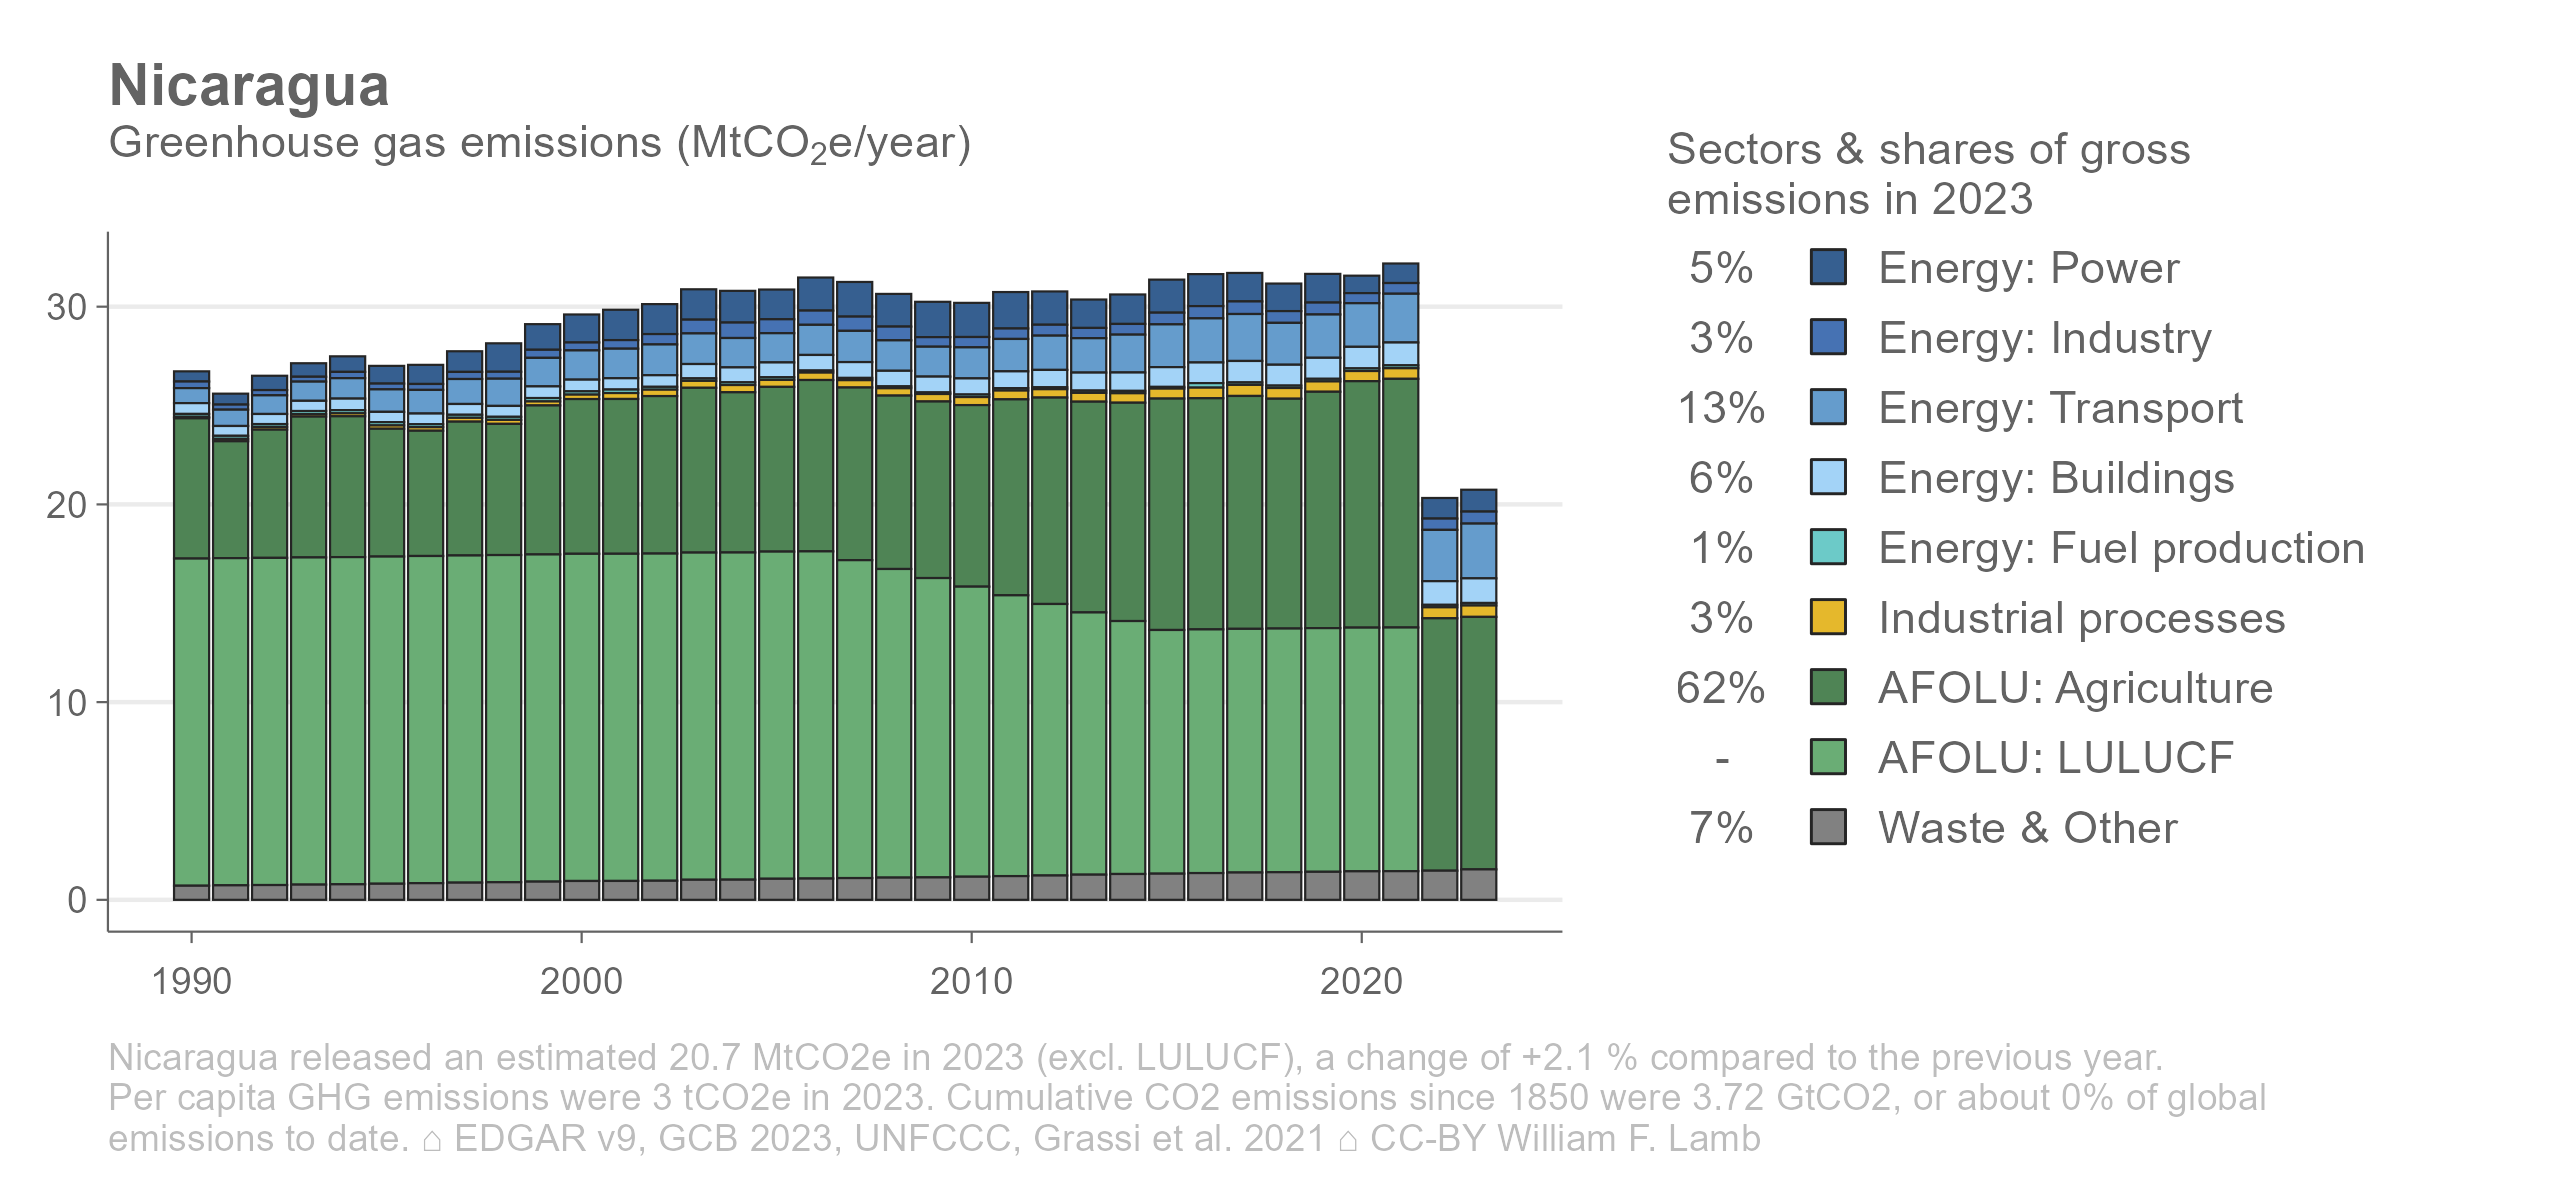 Nicaragua
Greenhouse gas emissions (MtCO₂e/year)
Sectors & shares of gross
emissions in 2023
5% Energy: Power
3% Energy: Industry
13% Energy: Transport
6% Energy: Buildings
1% Energy: Fuel production
3% Industrial processes
62% AFOLU: Agriculture
- AFOLU: LULUCF
7% Waste & Other
30
20
10
0
1990 2000 2010 2020
Nicaragua released an estimated 20.7 MtCO2e in 2023 (excl. LULUCF), a change of +2.1 % compared to the previous year.
Per capita GHG emissions were 3 tCO2e in 2023. Cumulative CO2 emissions since 1850 were 3.72 GtCO2, or about 0% of global
emissions to date. ⌂ EDGAR v9, GCB 2023, UNFCCC, Grassi et al. 2021 ⌂ CC-BY William F. Lamb